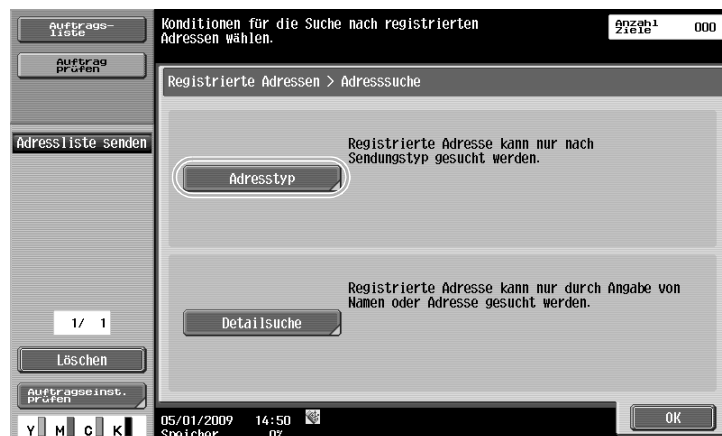 Auftrags-
liste
Auftrag
prüfen
Konditionen für die Suche nach registrierten
Adressen wählen.
Anzahl
Ziele
000
Registrierte Adressen > Adresssuche
Adressliste senden
Registrierte Adresse kann nur nach
Sendungstyp gesucht werden.
Adresstyp
Registrierte Adresse kann nur durch Angabe von
Namen oder Adresse gesucht werden.
Detailsuche
1/ 1
Löschen
Auftragseinst.
prüfen
Y M C K
05/01/2009 14:50
Speicher 0%
OK